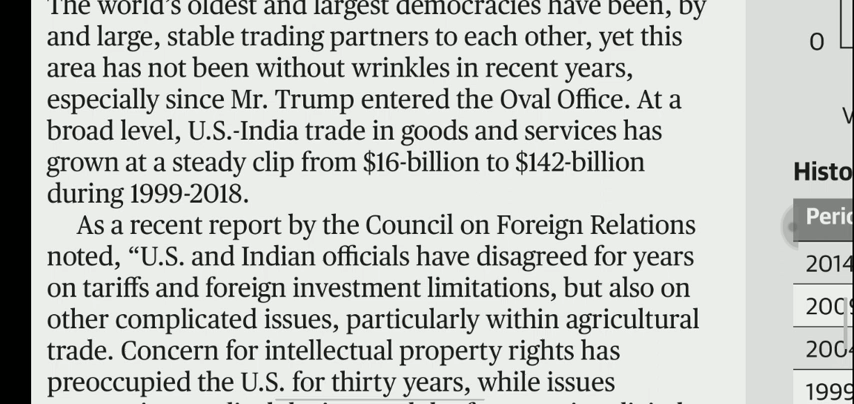 The world's oldest and largest democracies have been, by
and large, stable trading partners to each other, yet this
area has not been without wrinkles in recent years,
especially since Mr. Trump entered the Oval Office. At a
broad level, U.S.-India trade in goods and services has
grown at a steady clip from $16-billion to $142-billion
during 1999-2018.
As a recent report by the Council on Foreign Relations
noted, “U.S. and Indian officials have disagreed for years
on tariffs and foreign investment limitations, but also on
other complicated issues, particularly within agricultural
trade. Concern for intellectual property rights has
preoccupied the U.S. for thirty years, while issues
0
Histo
Perio
2014
2009
2004
1999